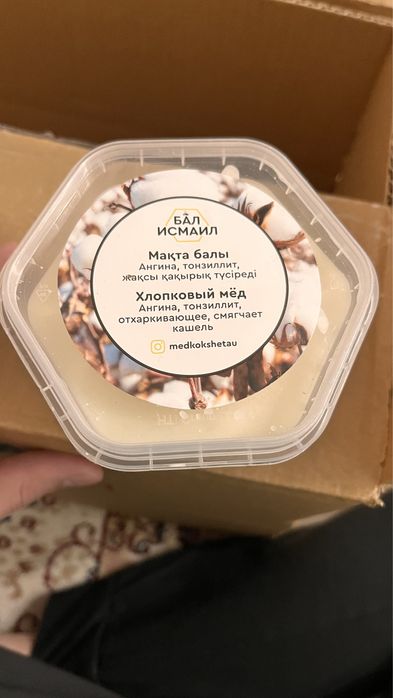 БАЛ
ИСМАИЛ
Мақта балы
Ангина, тонзиллит,
жақсы қақырық түсіреді
Хлопковый мёд
Ангина, тонзиллит,
отхаркивающее, смягчает
кашель
medkokshetau